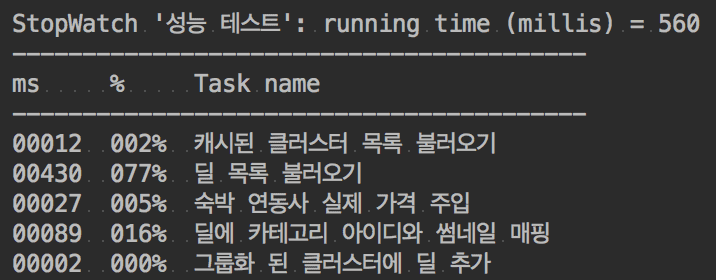 StopWatch '성능 테스트': running time (millis) = 560
-----------------------------------------
ms     %     Task name
-----------------------------------------
00012  002%  캐시된 클러스터 목록 불러오기
00430  077%  딜 목록 불러오기
00027  005%  숙박 연동사 실제 가격 주입
00089  016%  딜에 카테고리 아이디와 썸네일 매핑
00002  000%  그룹화 된 클러스터에 딜 추가